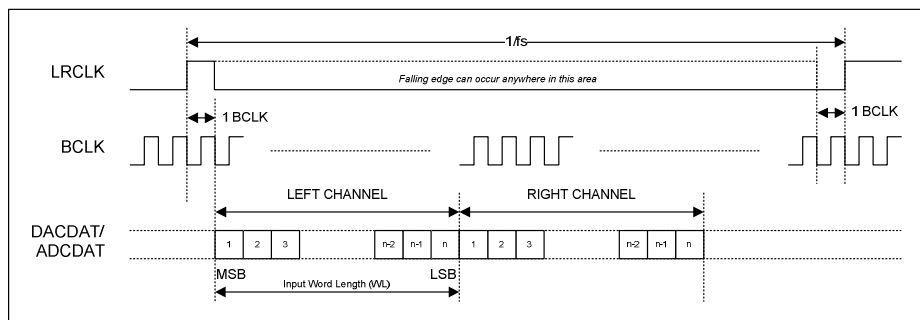 1/fs
LRCLK
Falling edge can occur anywhere in this area
1 BCLK
1 BCLK
BCLK
LEFT CHANNEL
RIGHT CHANNEL
DACDAT/
ADCDAT
1 2 3 n-2 n-1 n 1 2 3 n-2 n-1 n
MSB LSB
Input Word Length (WL)